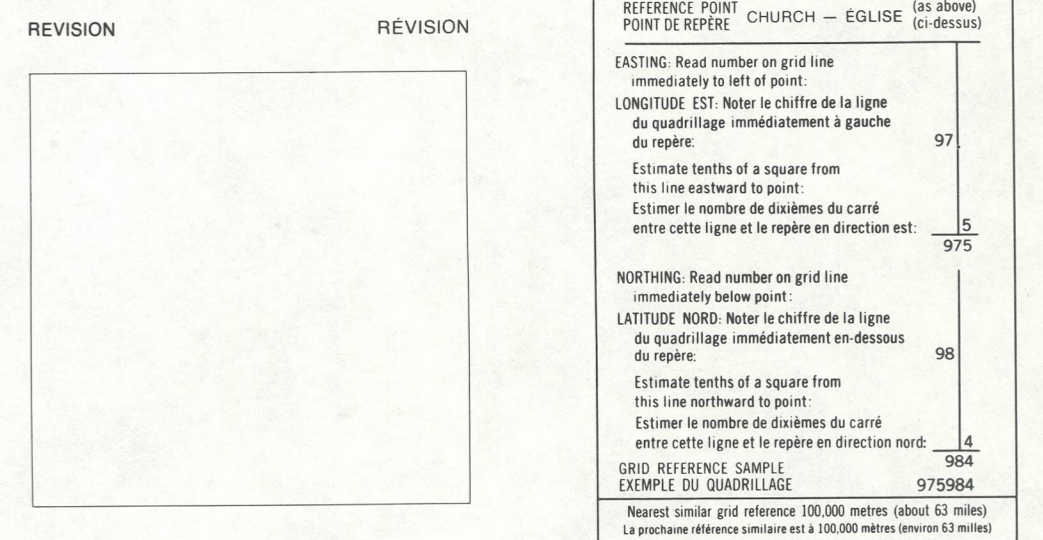 REVISION RÉVISION
REFERENCE POINT
POINT DE REPÈRE CHURCH — ÉGLISE (as above)
(ci-dessus)
EASTING: Read number on grid line
immediately to left of point:
LONGITUDE EST: Noter le chiffre de la ligne
du quadrillage immédiatement à gauche
du repère: 97
Estimate tenths of a square from
this line eastward to point:
Estimer le nombre de dixièmes du carré
entre cette ligne et le repère en direction est: 5
975
NORTHING: Read number on grid line
immediately below point:
LATITUDE NORD: Noter le chiffre de la ligne
du quadrillage immédiatement en-dessous
du repère: 98
Estimate tenths of a square from
this line northward to point:
Estimer le nombre de dixièmes du carré
entre cette ligne et le repère en direction nord: 4
984
GRID REFERENCE SAMPLE
EXEMPLE DU QUADRILLAGE 975984
Nearest similar grid reference 100,000 metres (about 63 miles)
La prochaine référence similaire est à 100,000 mètres (environ 63 milles)